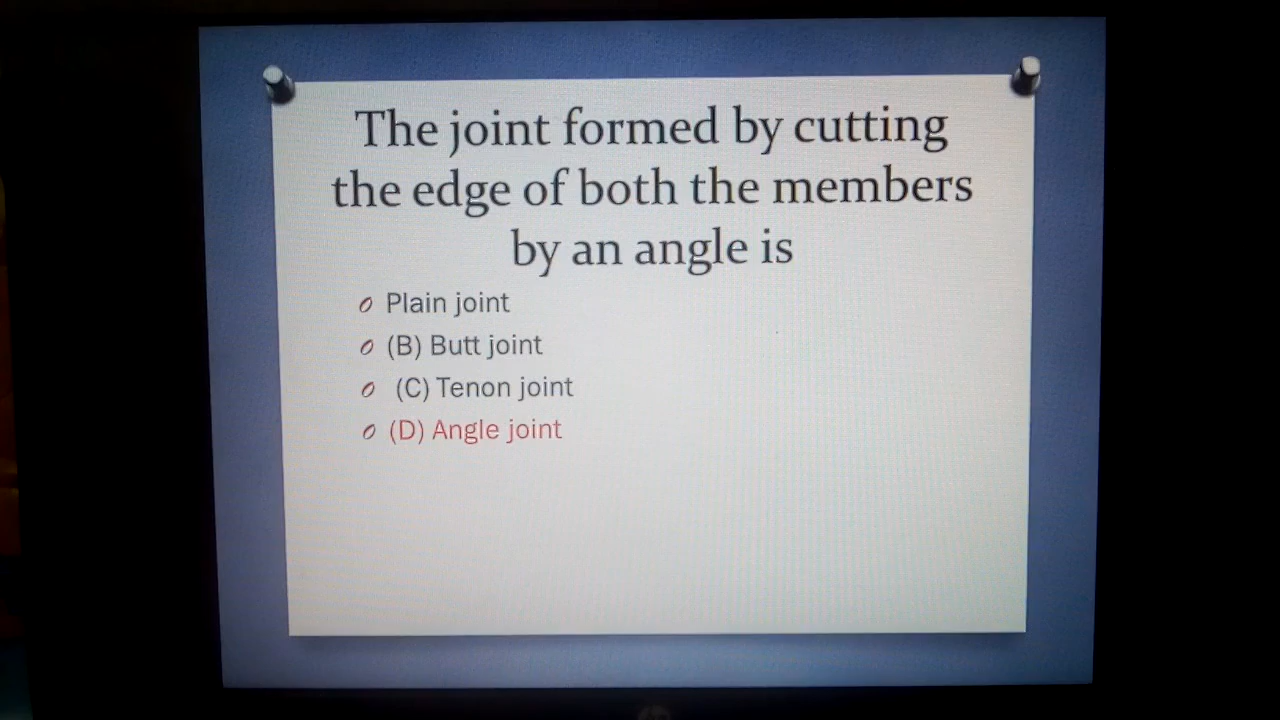 The joint formed by cutting
the edge of both the members
by an angle is
Plain joint
(B) Butt joint
(C) Tenon joint
(D) Angle joint